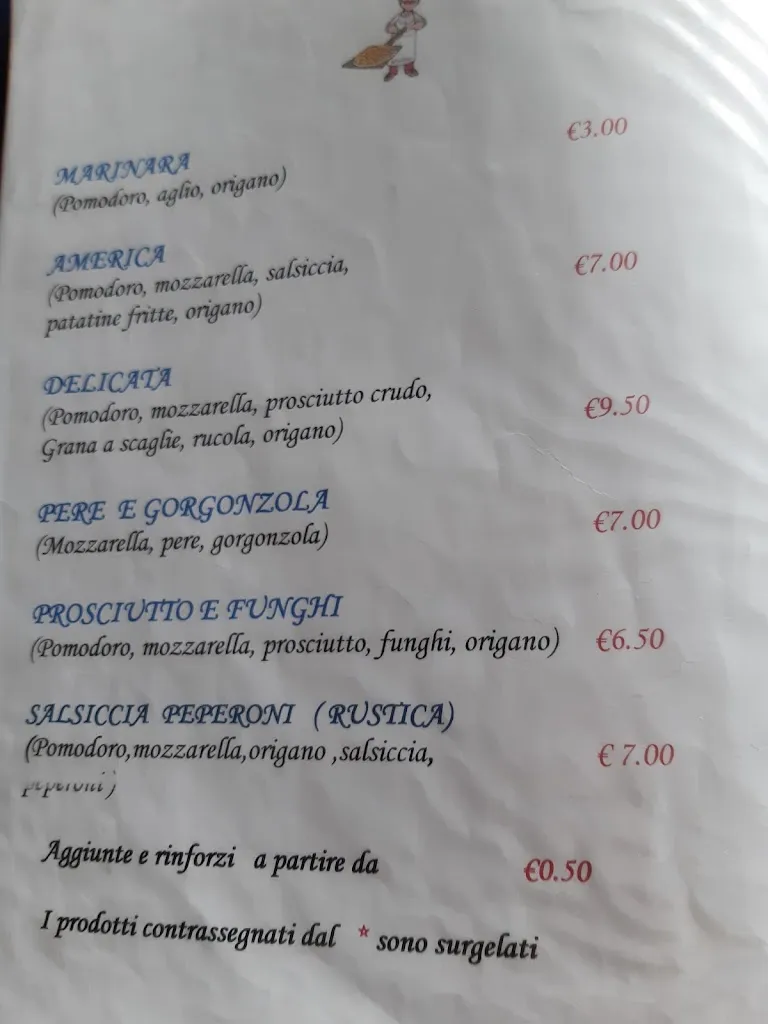 €3.00
MARINARA
(Pomodoro, aglio, origano)
AMERICA
€7.00
(Pomodoro, mozzarella, salsiccia,
patatine fritte, origano)
DELICATA
(Pomodoro, mozzarella, prosciutto crudo,
€9.50
Grana a scaglie, rucola, origano)
PERE E GORGONZOLA
€7.00
(Mozzarella, pere, gorgonzola)
PROSCIUTTO E FUNGHI
(Pomodoro, mozzarella, prosciutto, funghi, origano) €6.50
SALSICCIA PEPERONI (RUSTICA)
(Pomodoro,mozzarella,origano ,salsiccia, € 7.00
peperoni)
Aggiunte e rinforzi a partire da €0.50
I prodotti contrassegnati dal * sono surgelati